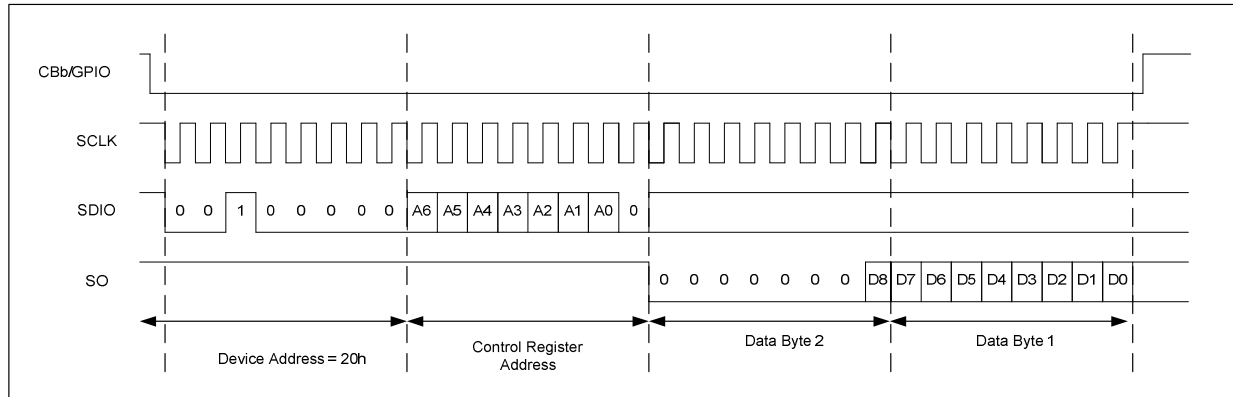 CBb/GPIO
SCLK
SDIO
0 0 1 0 0 0 0 0 A6 A5 A4 A3 A2 A1 A0 0
SO
0 0 0 0 0 0 0 D8 D7 D6 D5 D4 D3 D2 D1 D0
Device Address = 20h
Control Register
Address
Data Byte 2
Data Byte 1